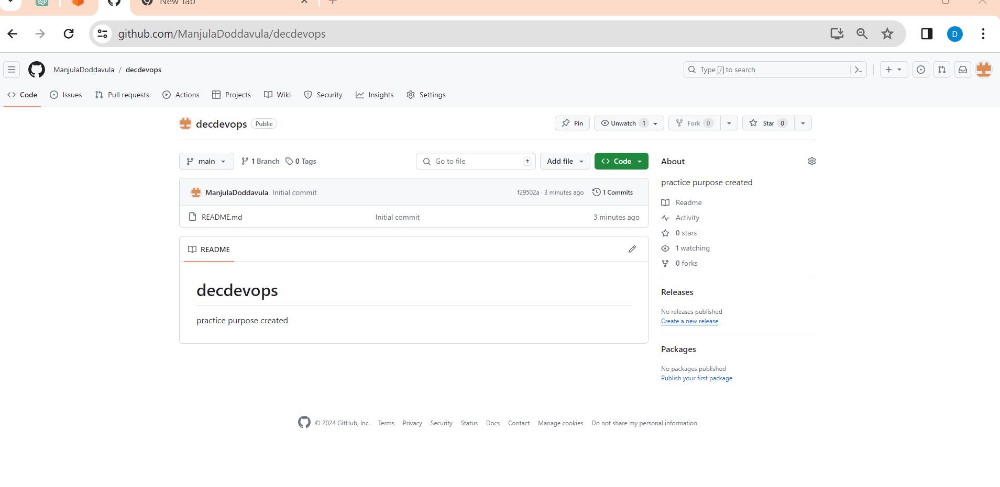 New Tab
github.com/ManjulaDoddavula/decdevops
D
ManjulaDoddavula / decdevops
Type / to search
Code Issues Pull requests Actions Projects Wiki Security Insights Settings
decdevops Public
Pin Unwatch 1 Fork 0 Star 0
main 1 Branch 0 Tags
Go to file t Add file Code
ManjulaDoddavula Initial commit f29502a · 3 minutes ago 1 Commits
README.md Initial commit 3 minutes ago
README
decdevops
practice purpose created
About
practice purpose created
Readme
Activity
0 stars
1 watching
0 forks
Releases
No releases published
Create a new release
Packages
No packages published
Publish your first package
© 2024 GitHub, Inc. Terms Privacy Security Status Docs Contact Manage cookies Do not share my personal information